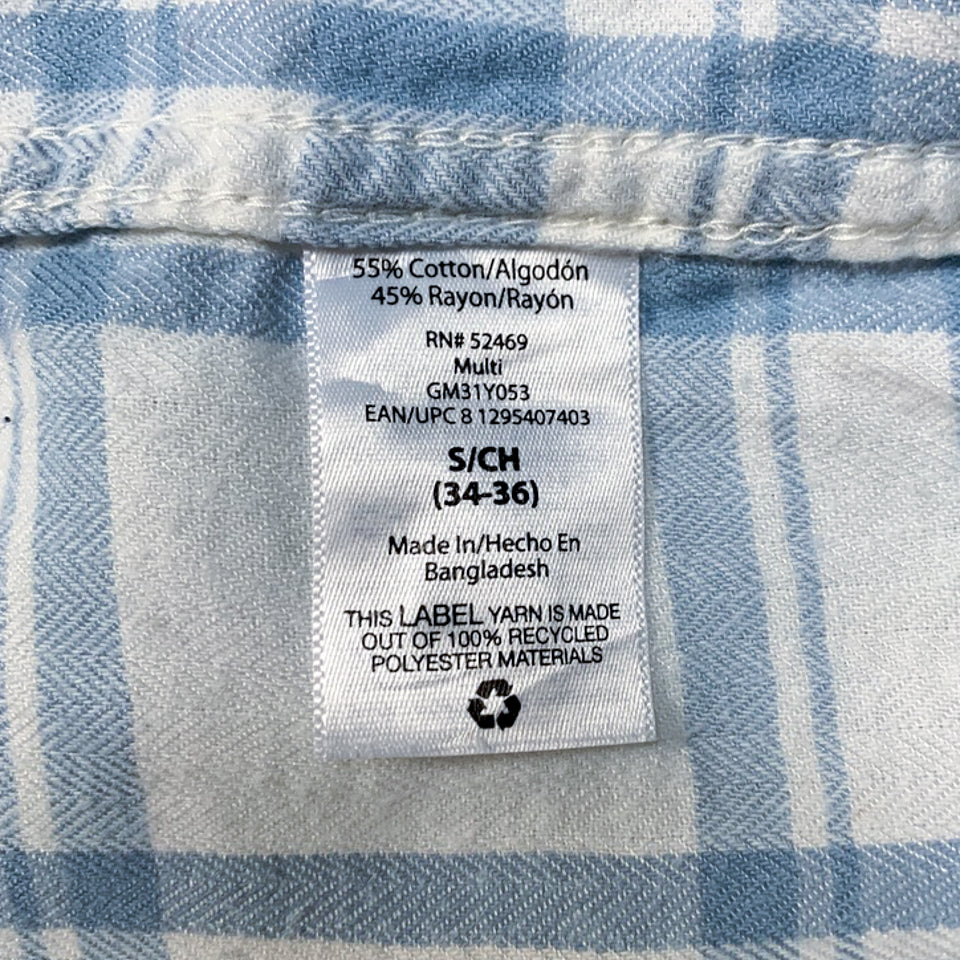 55% Cotton/Algodón
45% Rayon/Rayón
RN# 52469
Multi
GM31Y053
EAN/UPC 8 1295407403
S/CH
(34-36)
Made In/Hecho En
Bangladesh
THIS LABEL YARN IS MADE
OUT OF 100% RECYCLED
POLYESTER MATERIALS